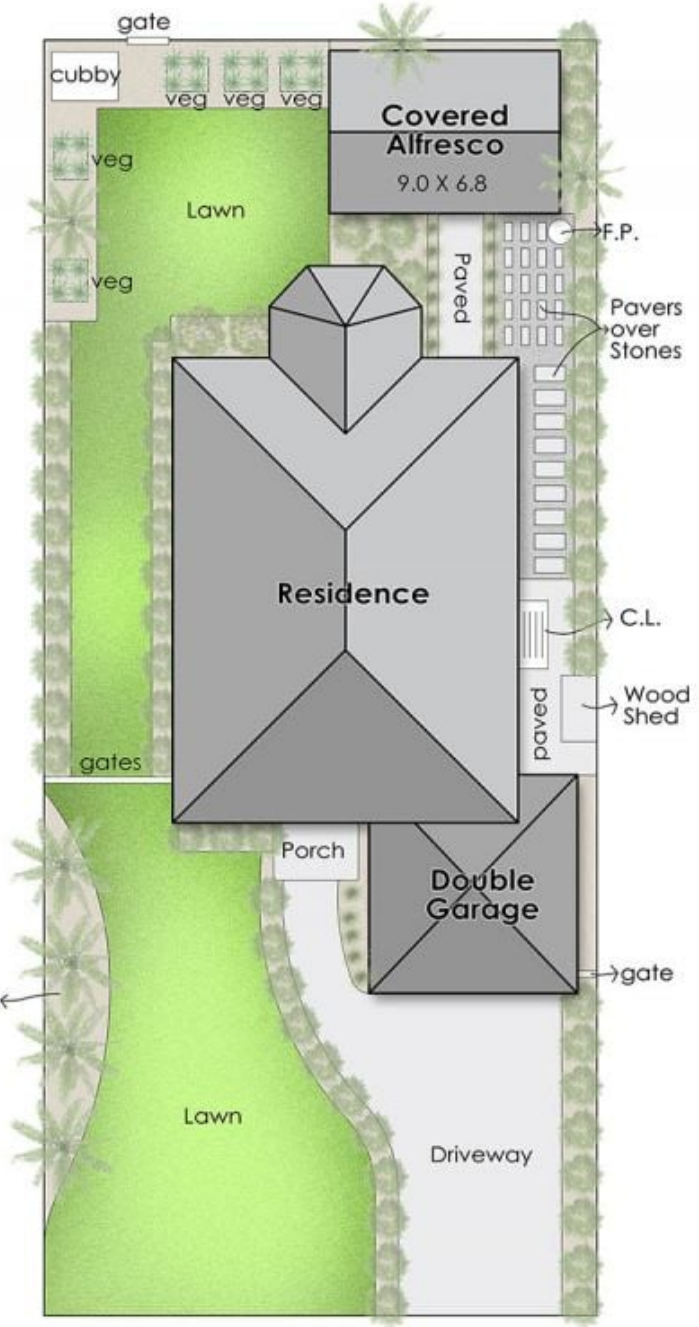 gate
cubby
veg veg veg
Covered
Alfresco
9.0 X 6.8
veg
Lawn
F.P.
veg
Paved
Pavers
over
Stones
Residence
C.L.
Wood
Shed
paved
gates
Porch
Double
Garage
gate
Lawn
Driveway